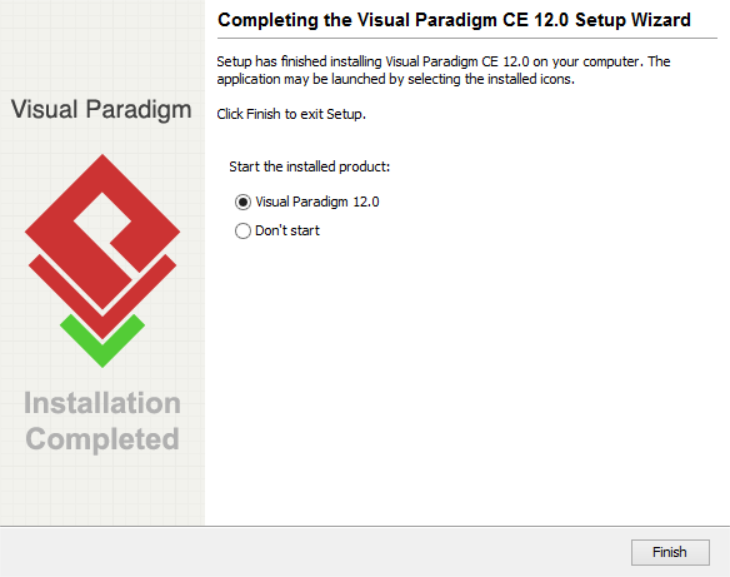 Completing the Visual Paradigm CE 12.0 Setup Wizard
Setup has finished installing Visual Paradigm CE 12.0 on your computer. The
application may be launched by selecting the installed icons.
Click Finish to exit Setup.
Visual Paradigm
Start the installed product:
Visual Paradigm 12.0
Don't start
Installation
Completed
Finish